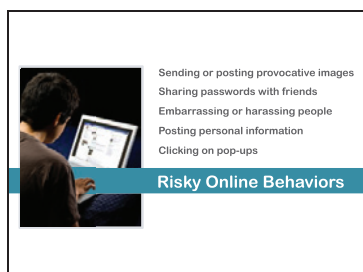 Sending or posting provocative images
Sharing passwords with friends
Embarrassing or harassing people
Posting personal information
Clicking on pop-ups
Risky Online Behaviors